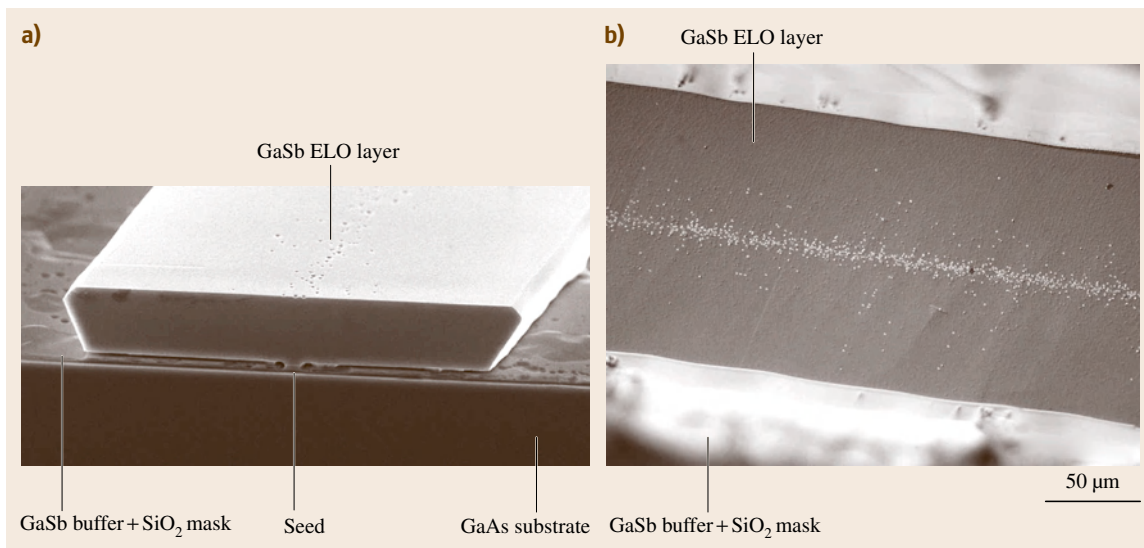 a)
GaSb ELO layer
GaSb buffer + SiO₂ mask
Seed
GaAs substrate
b)
GaSb ELO layer
GaSb buffer + SiO₂ mask
50 µm